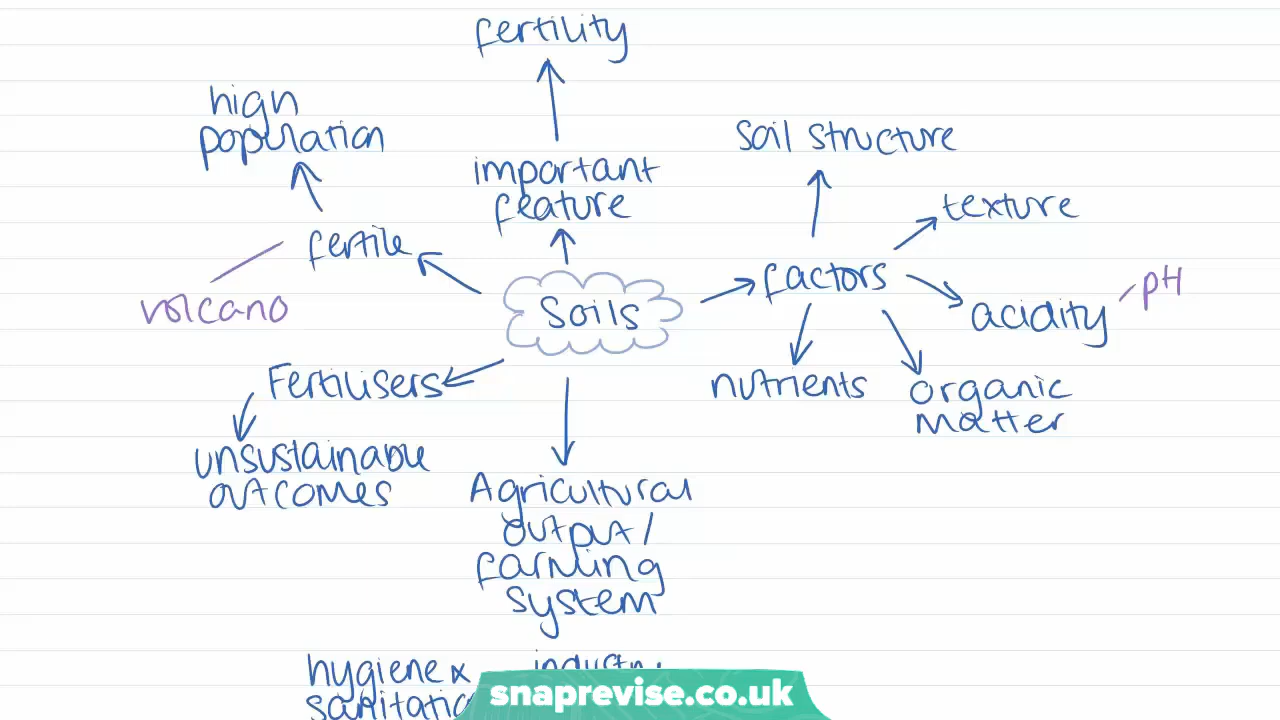 fertility
high
population
important
feature
soil structure
texture
fertile
factors
pH
volcano
Soils
acidity
Fertilisers
nutrients
organic
matter
unsustainable
outcomes
Agricultural
output/
farming
system
hygiene x
snaprevise.co.uk